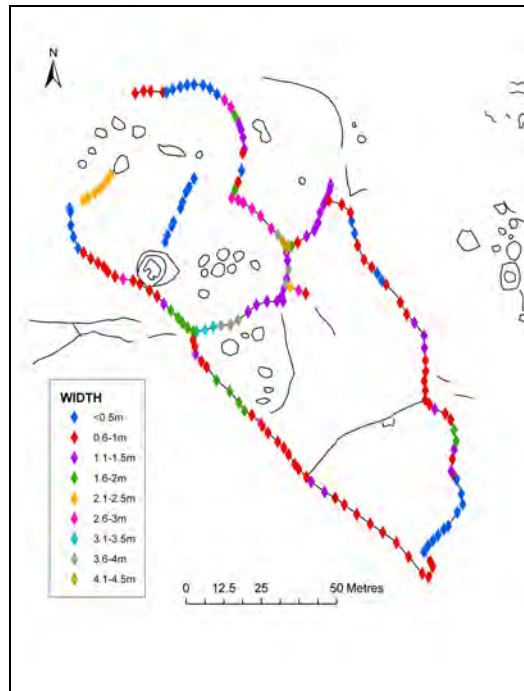 N
WIDTH
<0.5m
0.6-1m
1.1-1.5m
1.6-2m
2.1-2.5m
2.6-3m
3.1-3.5m
3.6-4m
4.1-4.5m
0 12.5 25 50 Metres